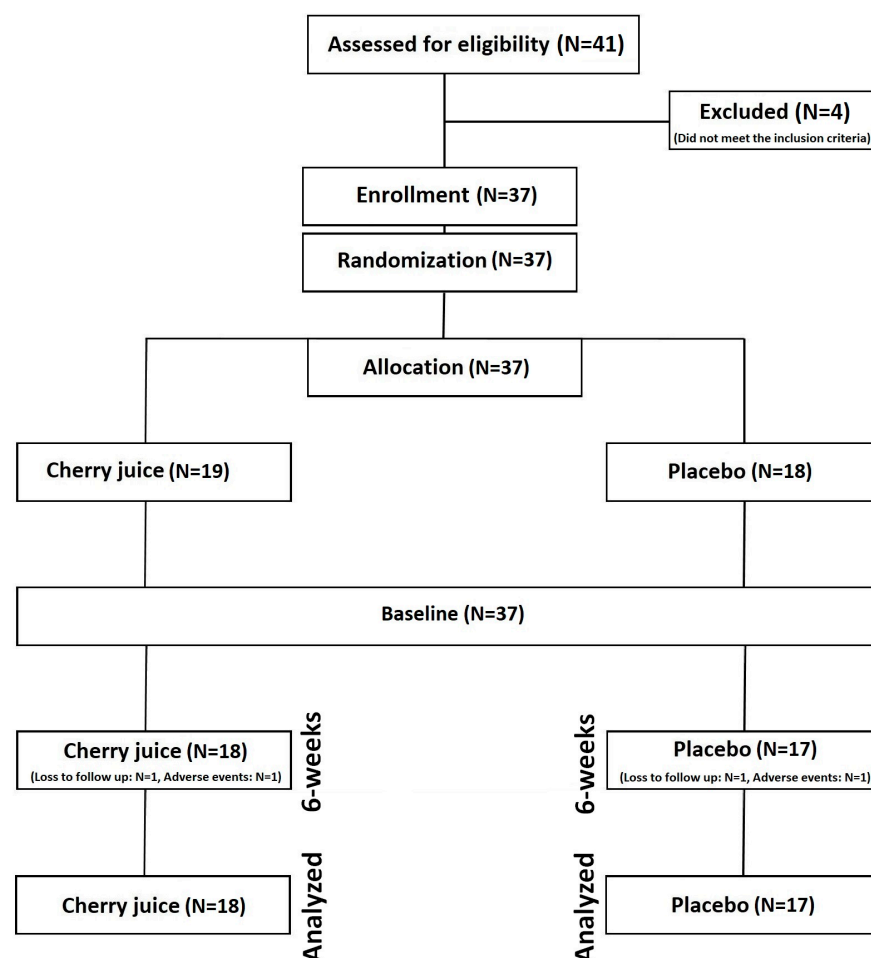 Assessed for eligibility (N=41)
Excluded (N=4)
(Did not meet the inclusion criteria)
Enrollment (N=37)
Randomization (N=37)
Allocation (N=37)
Cherry juice (N=19)
Placebo (N=18)
Baseline (N=37)
Cherry juice (N=18)
(Loss to follow up: N=1, Adverse events: N=1)
6-weeks
6-weeks
Placebo (N=17)
(Loss to follow up: N=1, Adverse events: N=1)
Cherry juice (N=18)
Analyzed
Analyzed
Placebo (N=17)